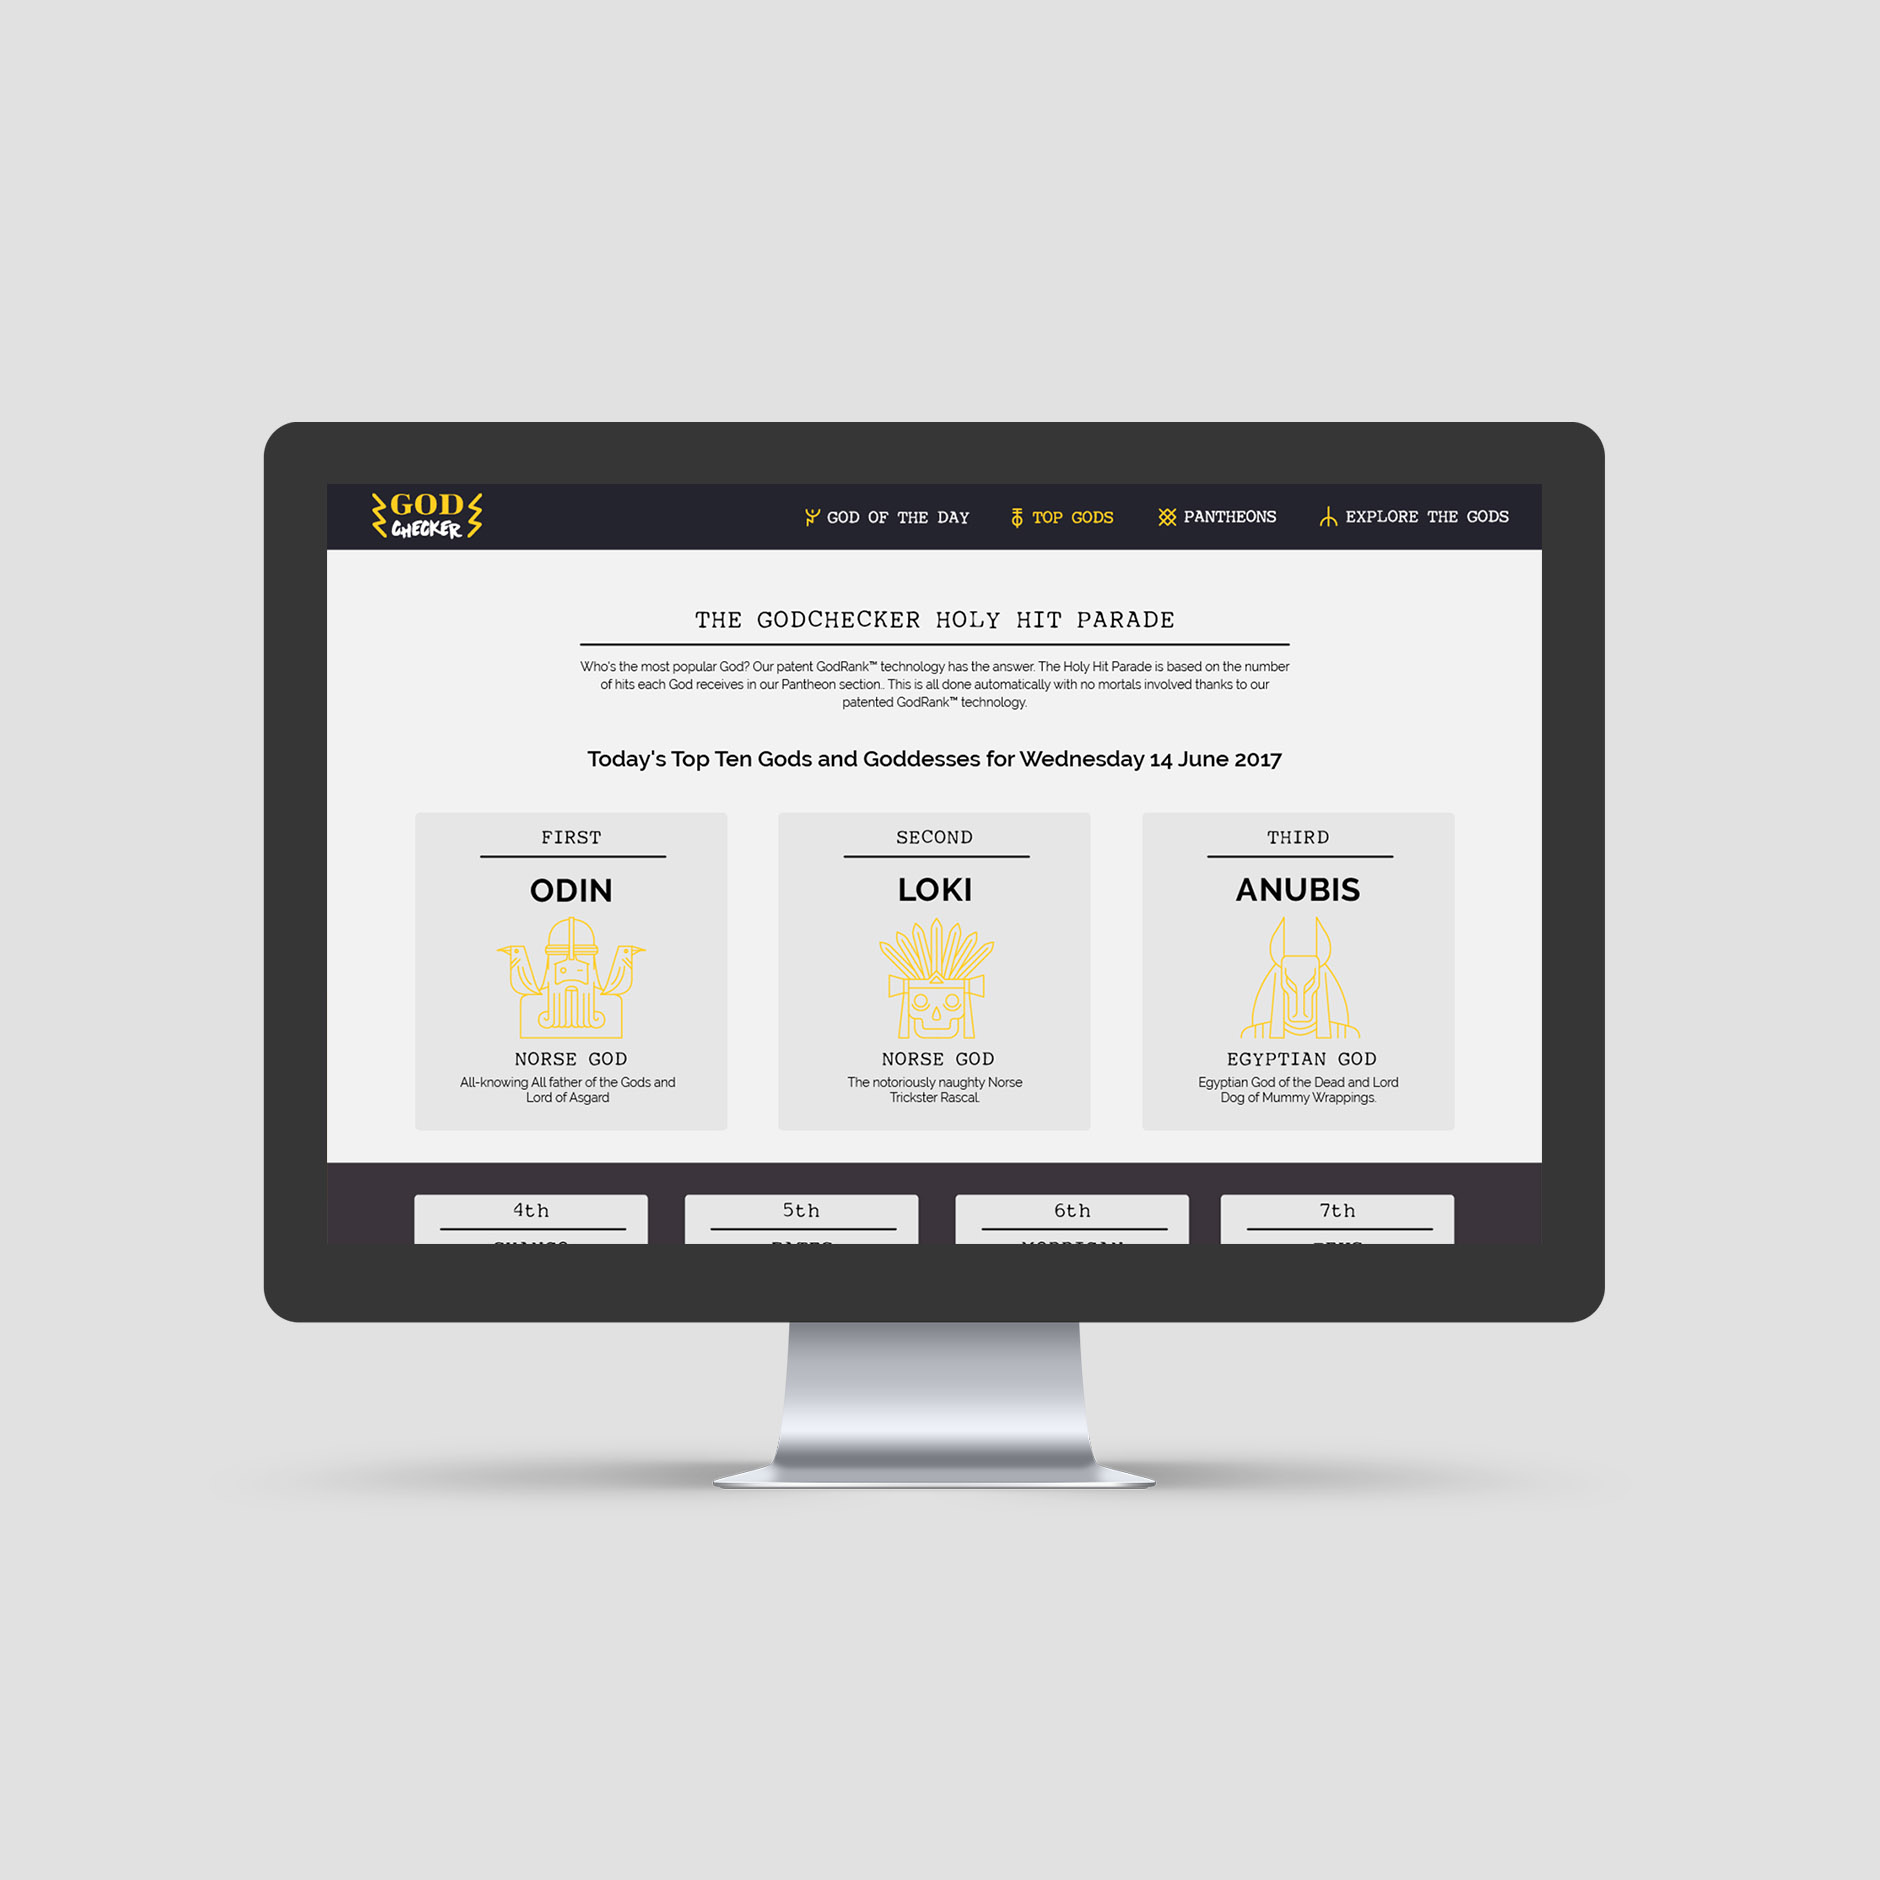 GOD
CHECKER
GOD OF THE DAY
TOP GODS
PANTHEONS
EXPLORE THE GODS
THE GODCHECKER HOLY HIT PARADE
Who's the most popular God? Our patent GodRank™ technology has the answer. The Holy Hit Parade is based on the number
of hits each God receives in our Pantheon section.. This is all done automatically with no mortals involved thanks to our
patented GodRank™ technology.
Today's Top Ten Gods and Goddesses for Wednesday 14 June 2017
FIRST
ODIN
NORSE GOD
All-knowing All father of the Gods and
Lord of Asgard
SECOND
LOKI
NORSE GOD
The notoriously naughty Norse
Trickster Rascal.
THIRD
ANUBIS
EGYPTIAN GOD
Egyptian God of the Dead and Lord
Dog of Mummy Wrappings.
4th
5th
6th
7th